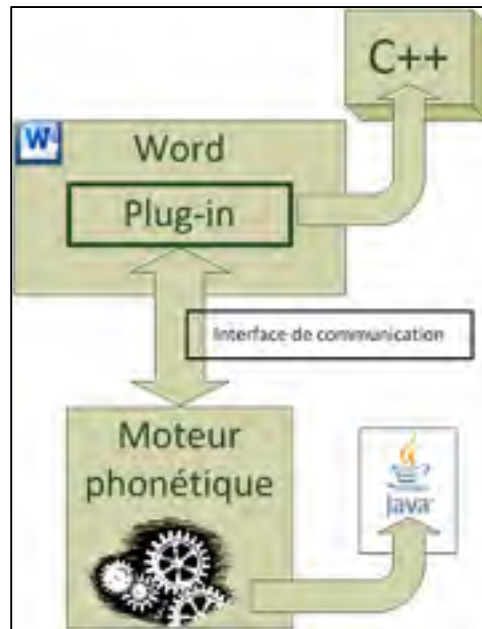 C++
W
Word
Plug-in
Interface de communication
Moteur
phonétique
Java